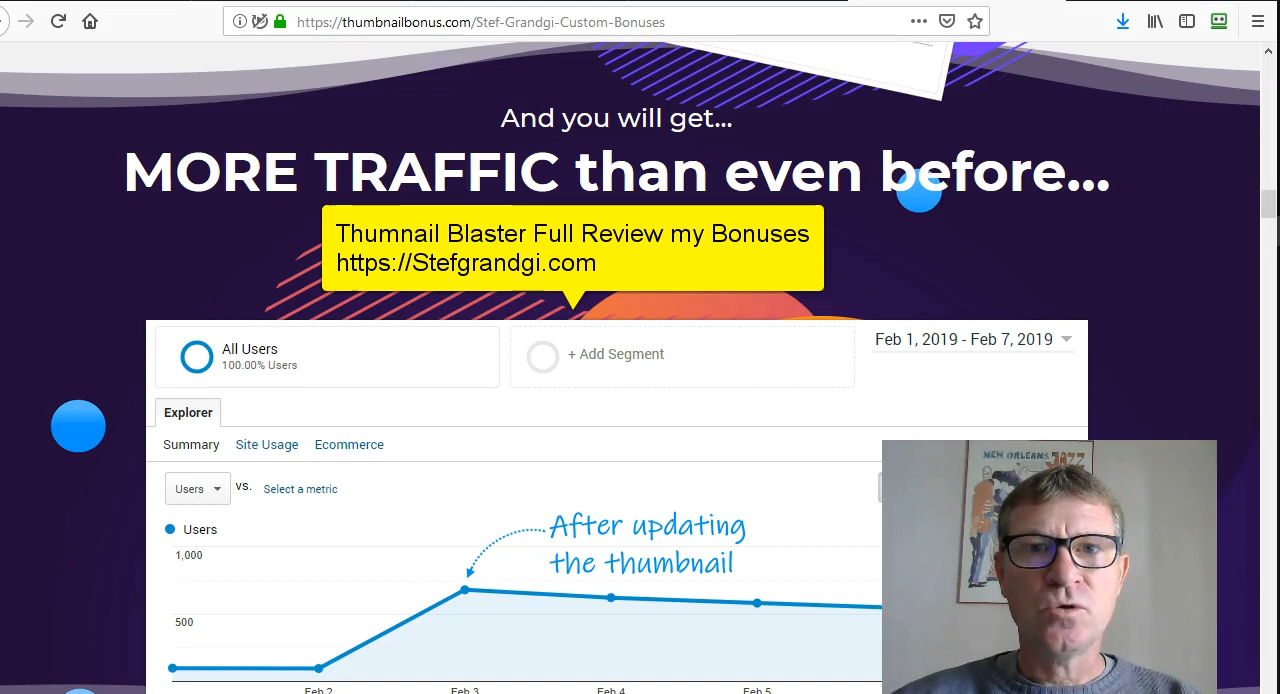 https://thumbnailbonus.com/Stef-Grandgi-Custom-Bonuses
And you will get...
MORE TRAFFIC than even before...
Thumnail Blaster Full Review my Bonuses
https://Stefgrandgi.com
All Users
100.00% Users
+ Add Segment
Feb 1, 2019 - Feb 7, 2019
Explorer
Summary Site Usage Ecommerce
Users vs. Select a metric
Users
After updating
the thumbnail
1,000
500
Feb 2 Feb 3 Feb 4 Feb 5
NEW ORLEANS JAZZ